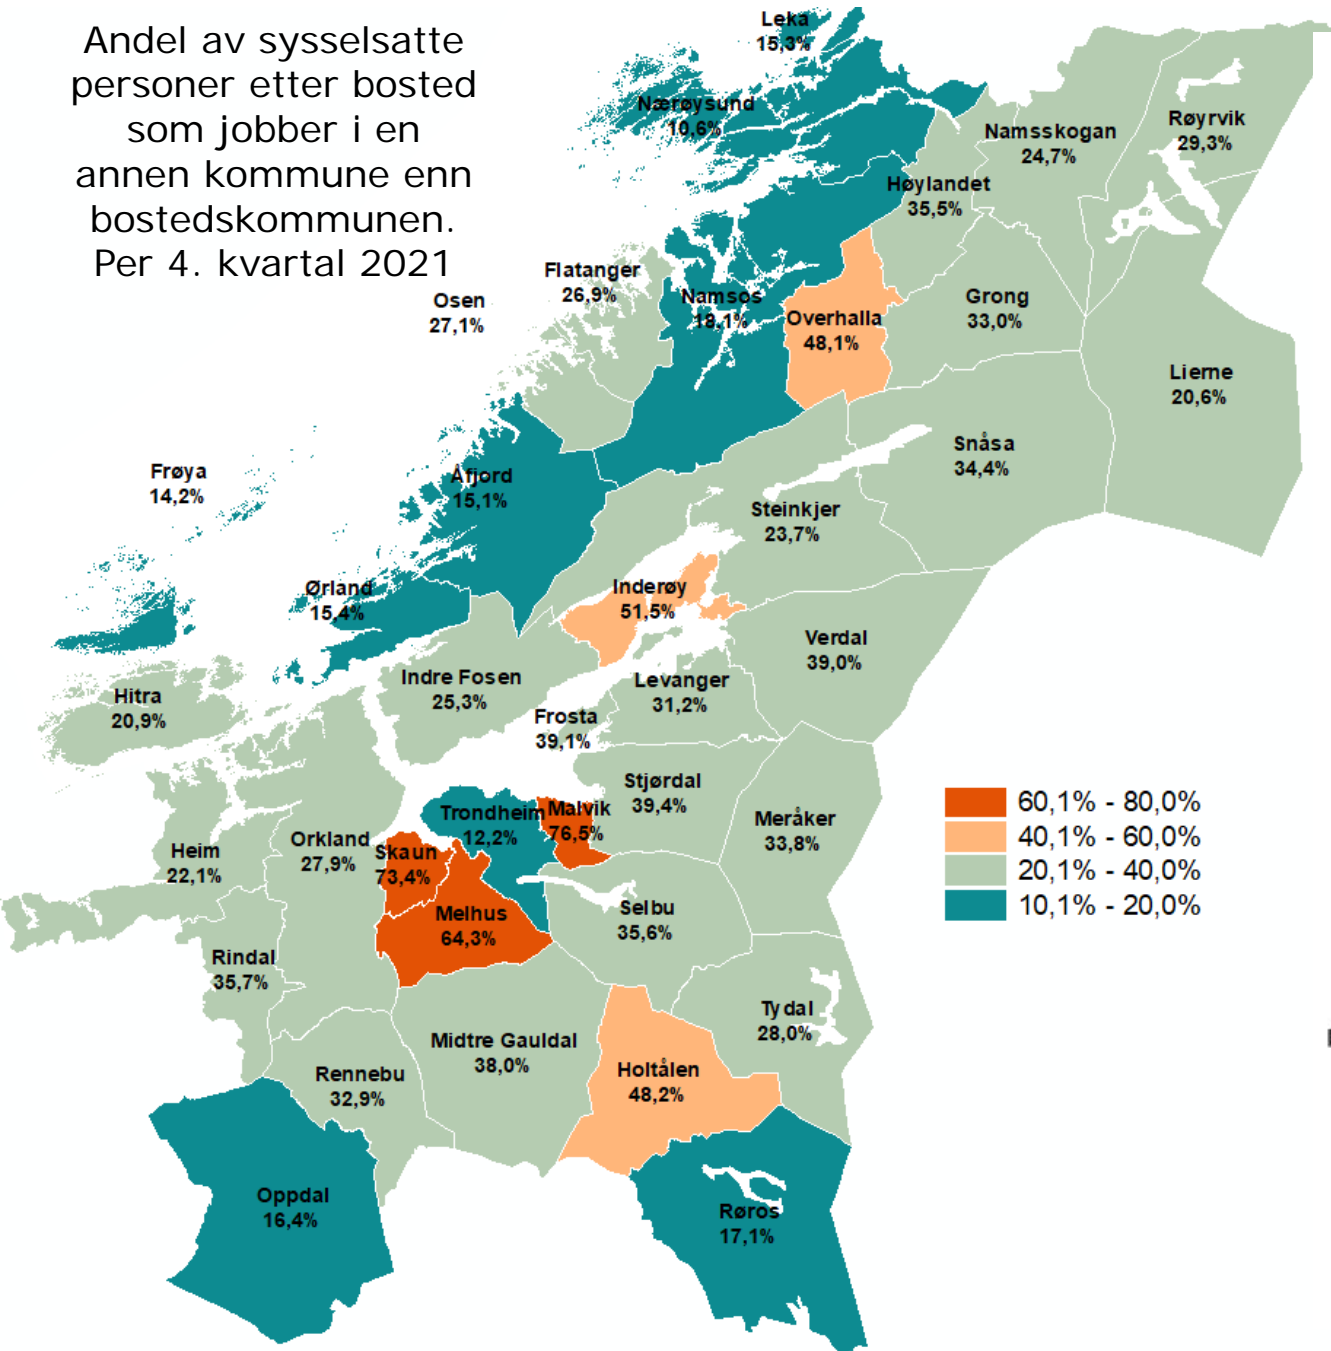 Andel av sysselsatte
personer etter bosted
som jobber i en
annen kommune enn
bostedskommunen.
Per 4. kvartal 2021
Leka
15,3%
Nærøysund
10,6%
Namsskogan
24,7%
Røyrvik
29,3%
Høylandet
35,5%
Flatanger
26,9%
Osen
27,1%
Namsos
18,1%
Overhalla
48,1%
Grong
33,0%
Lierne
20,6%
Snåsa
34,4%
Frøya
14,2%
Åfjord
15,1%
Steinkjer
23,7%
Ørland
15,4%
Inderøy
51,5%
Verdal
39,0%
Indre Fosen
25,3%
Levanger
31,2%
Hitra
20,9%
Frosta
39,1%
Stjørdal
39,4%
Meråker
33,8%
Trondheim
12,2%
Malvik
76,5%
Orkland
27,9%
Skaun
73,4%
Heim
22,1%
Melhus
64,3%
Selbu
35,6%
Rindal
35,7%
Tydal
28,0%
Midtre Gauldal
38,0%
Rennebu
32,9%
Holtålen
48,2%
Oppdal
16,4%
Røros
17,1%
60,1% - 80,0%
40,1% - 60,0%
20,1% - 40,0%
10,1% - 20,0%